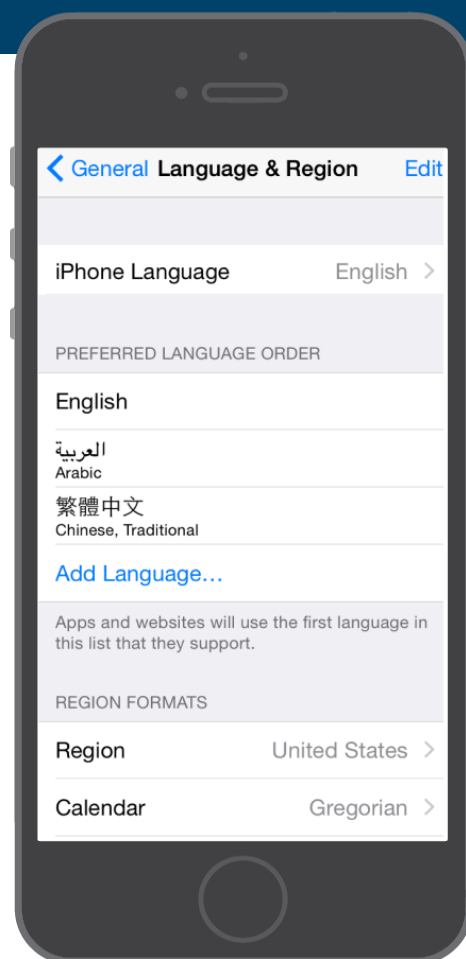 General Language & Region Edit
iPhone Language English
PREFERRED LANGUAGE ORDER
English
العربية
Arabic
繁體中文
Chinese, Traditional
Add Language...
Apps and websites will use the first language in
this list that they support.
REGION FORMATS
Region United States
Calendar Gregorian